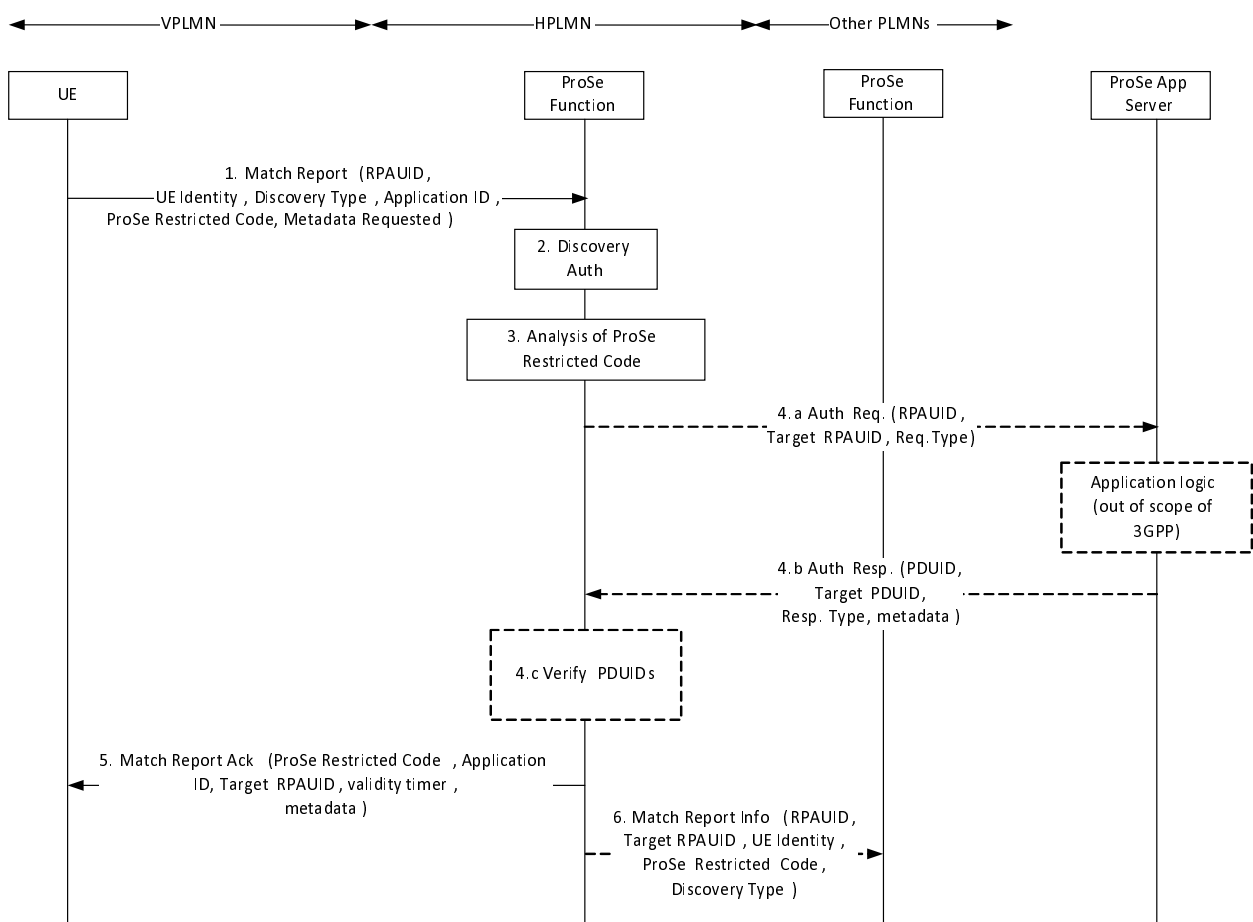 VPLMN
HPLMN
Other PLMNs
UE
ProSe
Function
ProSe
Function
ProSe App
Server
1. Match Report (RPAUID,
UE Identity, Discovery Type, Application ID,
ProSe Restricted Code, Metadata Requested)
2. Discovery
Auth
3. Analysis of ProSe
Restricted Code
4.a Auth Req. (RPAUID,
Target RPAUID, Req.Type)
Application logic
(out of scope of
3GPP)
4.b Auth Resp. (PDUID,
Target PDUID,
Resp. Type, metadata)
4.c Verify PDUIDs
5. Match Report Ack (ProSe Restricted Code, Application
ID, Target RPAUID, validity timer,
metadata)
6. Match Report Info (RPAUID,
Target RPAUID, UE Identity,
ProSe Restricted Code,
Discovery Type)